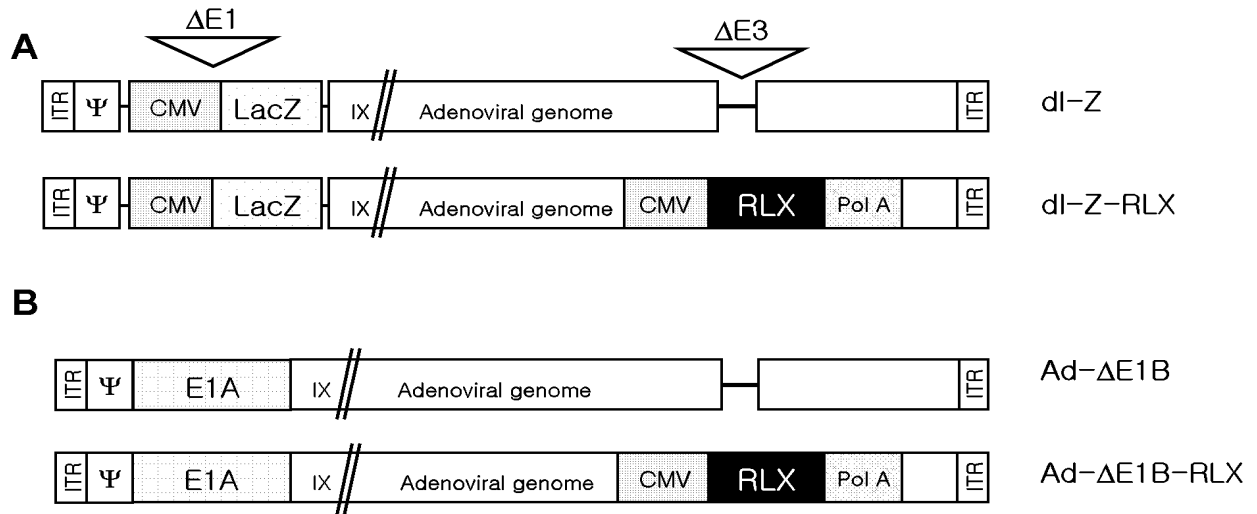 A
ΔE1
ΔE3
ITR Ψ CMV LacZ IX Adenoviral genome ITR dl-Z
ITR Ψ CMV LacZ IX Adenoviral genome CMV RLX Pol A ITR dl-Z-RLX
B
ITR Ψ E1A IX Adenoviral genome ITR Ad-ΔE1B
ITR Ψ E1A IX Adenoviral genome CMV RLX Pol A ITR Ad-ΔE1B-RLX